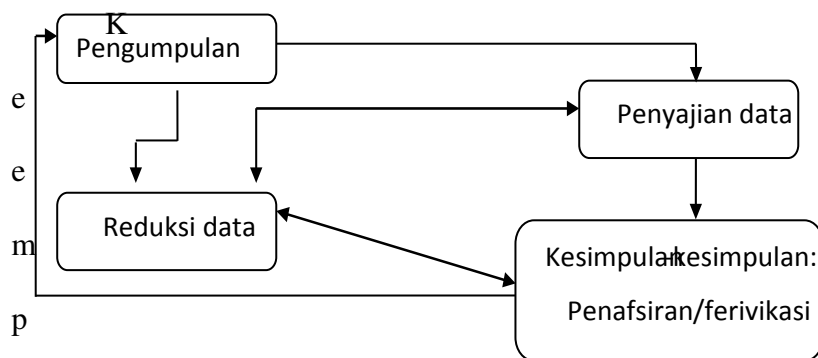 K
Pengumpulan
e
Penyajian data
e
Reduksi data
m
Kesimpulan-kesimpulan:
p
Penafsiran/ferivikasi